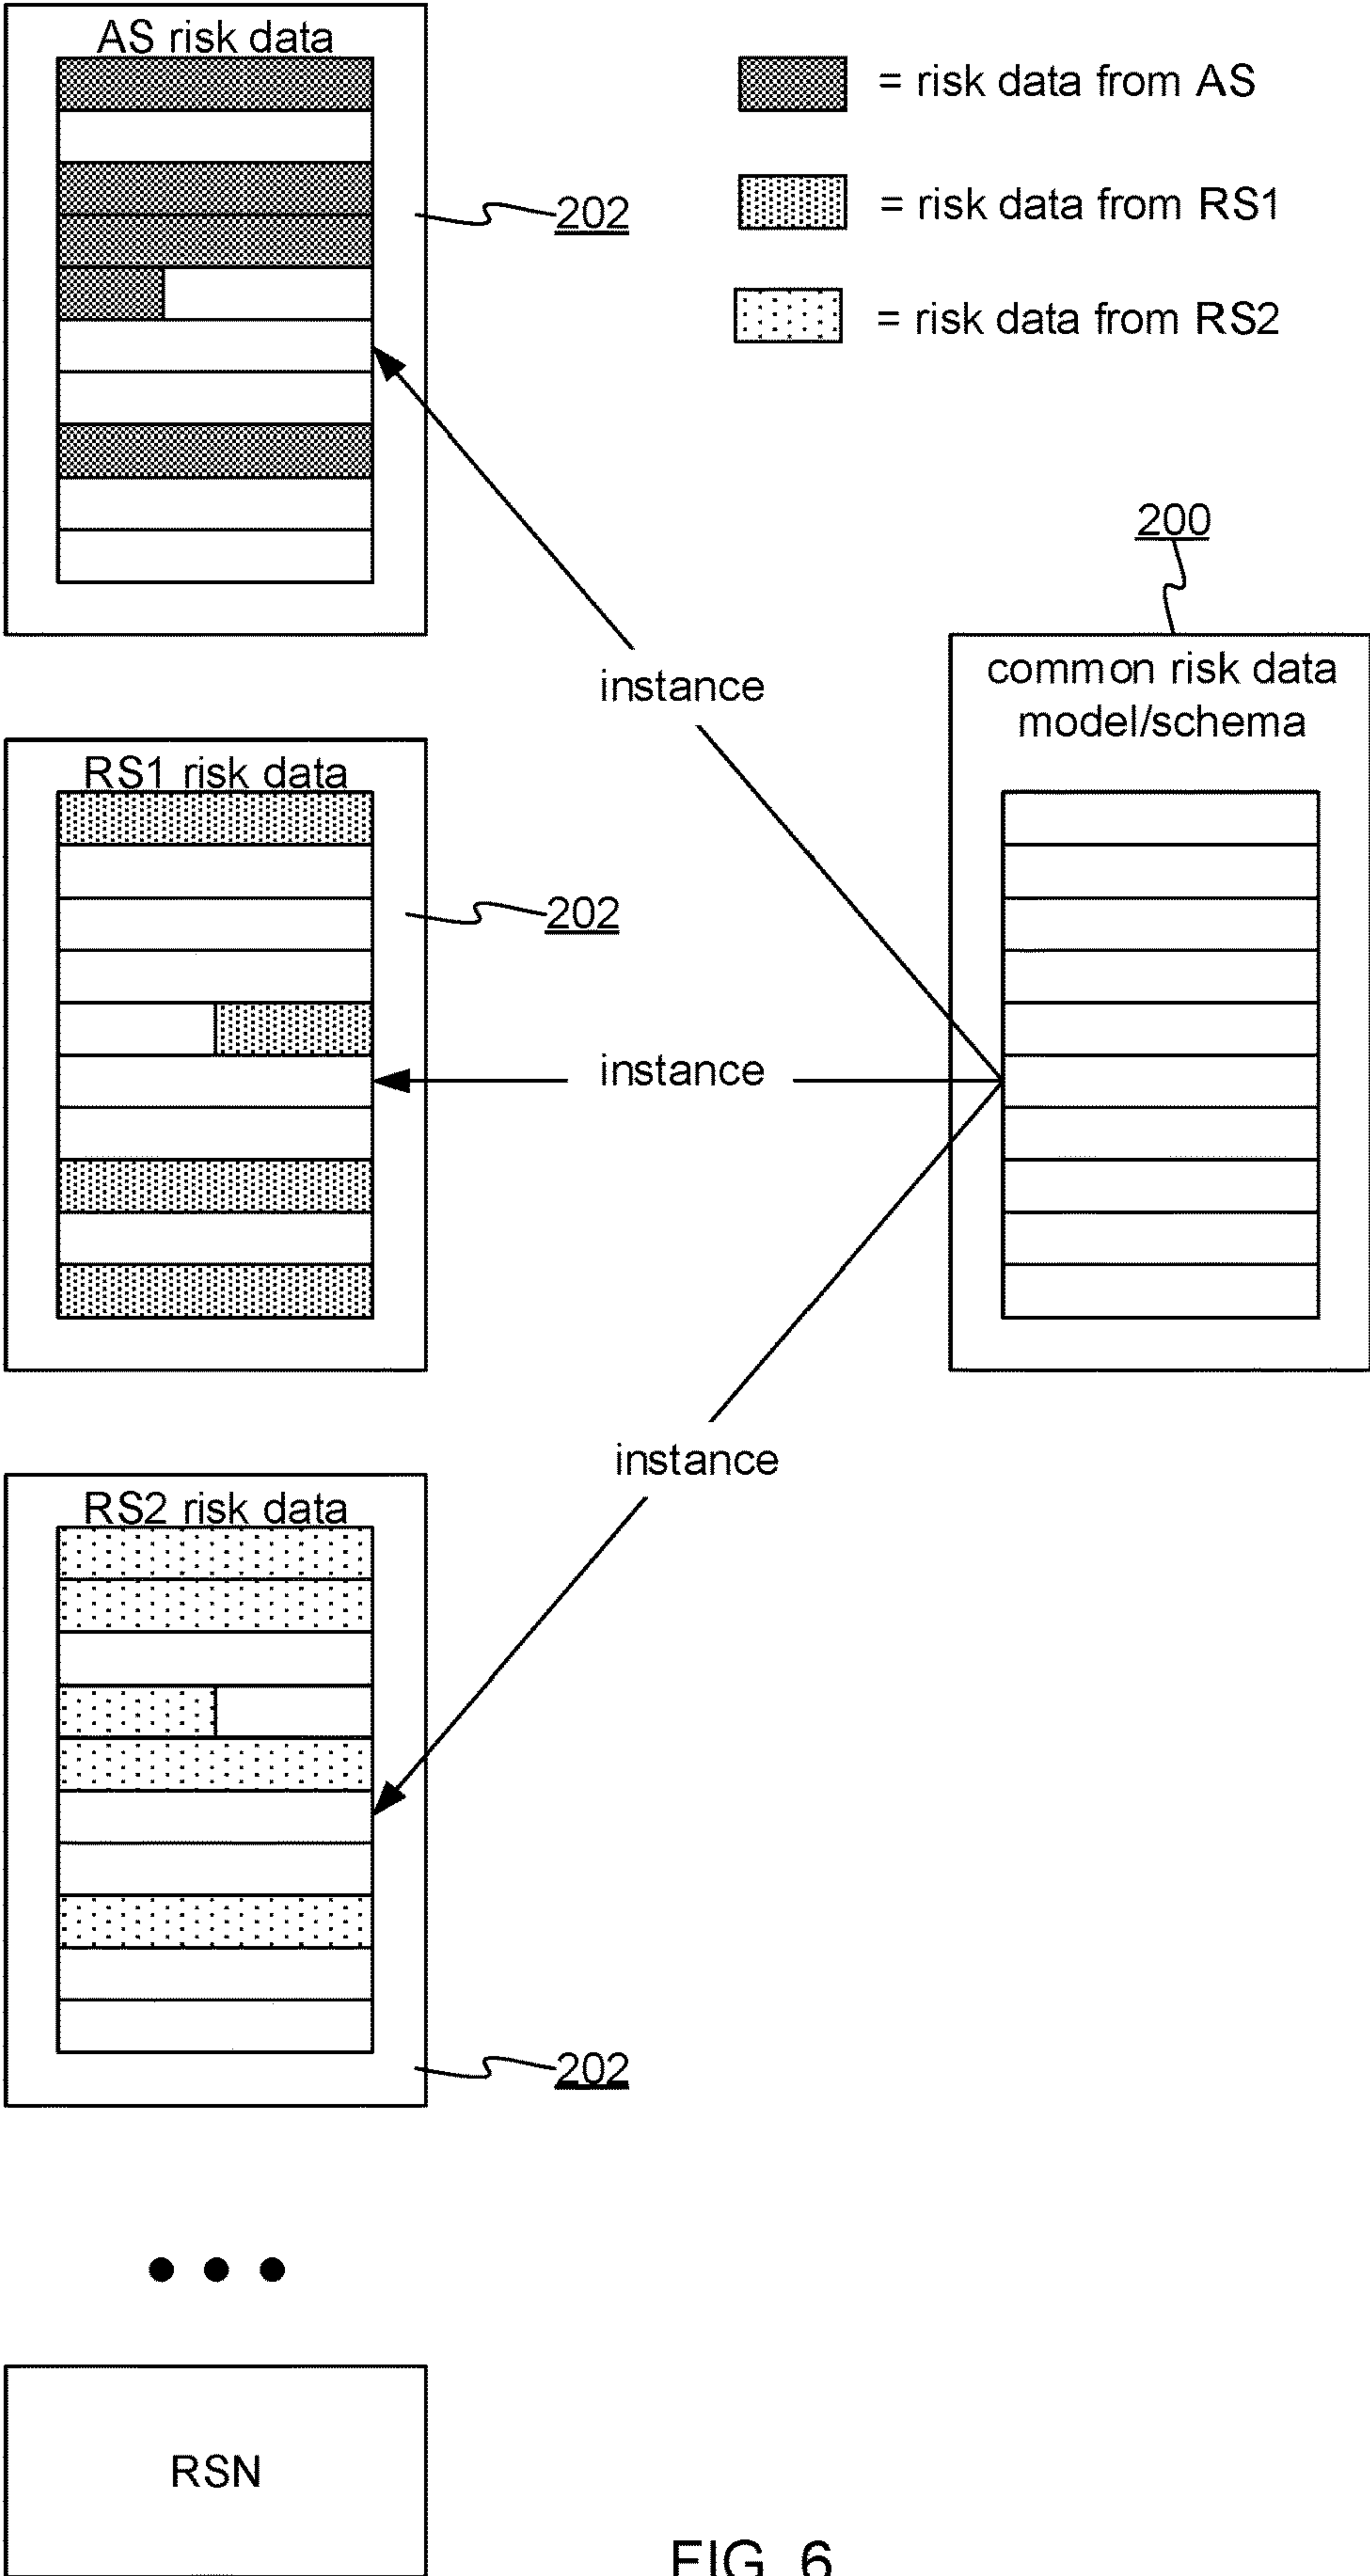 AS risk data
= risk data from AS
= risk data from RS1
202
= risk data from RS2
200
instance
common risk data
model/schema
RS1 risk data
202
instance
instance
RS2 risk data
202
RSN
FIG. 6